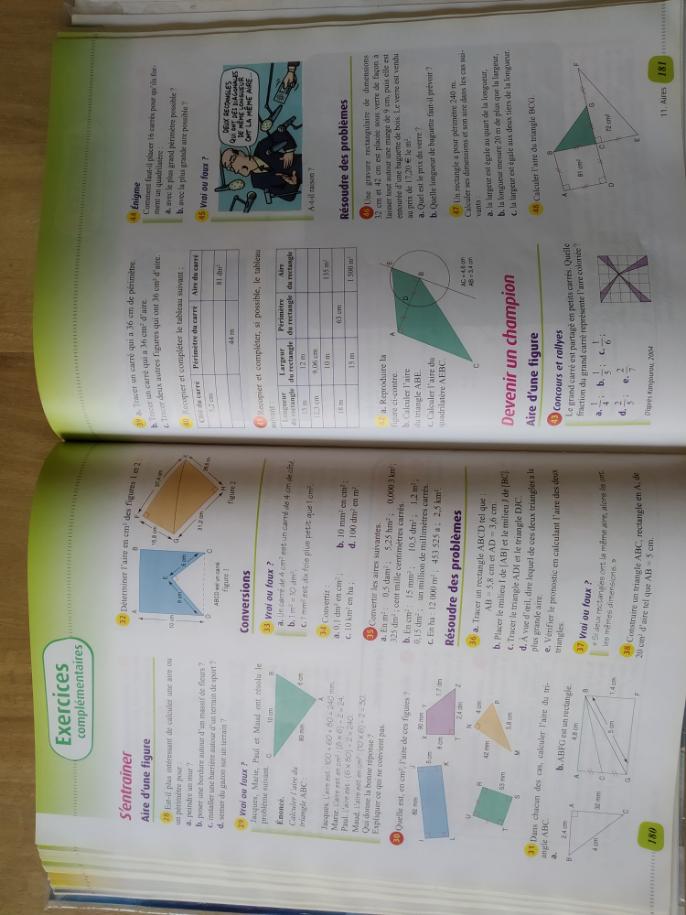 Exercices
complémentaires
S'entraîner
Aire d'une figure
28 Est-il plus intéressant de calculer une aire ou
un périmètre pour :
a. peindre un mur ?
b. poser une bordure autour d'un massif de fleurs ?
c. installer une barrière autour d'un terrain de sport ?
d. semer du gazon sur un terrain ?
29 Vrai ou faux ?
Jacques, Marie, Paul et Maud ont résolu le
problème suivant.
Énoncé.
Calculer l'aire du
triangle ABC :
10 cm
80 mm
6 cm
A
Jacques. L'aire est : 100 + 60 + 80 = 240 mm.
Marie. L'aire est en cm² : (8 × 6) ÷ 2 = 24.
Paul. L'aire est : (6 × 80) ÷ 2 = 240.
Maud. L'aire est en cm² : (10 × 6) ÷ 2 = 30.
Qui donne la bonne réponse ?
Expliquer ce qui ne convient pas.
30 Quelle est, en cm², l'aire de ces figures ?
82 mm
5 cm
90 mm
1,7 dm
2,4 dm
4 cm
42 mm
5,8 cm
53 mm
31 Dans chacun des cas, calculer l'aire du tri-
angle ABC.
a.
b. ABFG est un rectangle.
2,4 cm
4 cm
32 mm
4,8 cm
5 cm
1,4 cm
180
32 Déterminer l'aire en cm² des figures 1 et 2.
A
B
10 cm
ABCD est un carré
figure 1
figure 2
Conversions
33 Vrai ou faux ?
a. Un carré de 4 cm² est un carré de 4 cm de côté.
b. 1 m² = 10 dm².
c. 1 mm² est dix fois plus petit que 1 cm².
34 Convertir :
a. 0,1 dm² en cm² ; b. 10 mm² en cm² ;
c. 10 km² en ha ; d. 100 dm² en m².
35 Convertir les aires suivantes.
a. En m² : 0,5 dam² ; 5,25 km² ; 0,000 3 km² ;
325 dm² ; cent mille centimètres carrés.
b. En cm² : 15 mm² ; 10,5 dm² ; 1,2 m² ;
0,15 dm² ; un million de millimètres carrés.
c. En ha : 12 000 m² ; 453 525 a ; 2,5 km².
Résoudre des problèmes
36 a. Tracer un rectangle ABCD tel que :
AB = 5,8 cm et AD = 3,6 cm.
b. Placer le milieu I de [AB] et le milieu J de [BC].
c. Tracer le triangle ADI et le triangle DJC.
d. À vue d'œil, dire lequel de ces deux triangles a la
plus grande aire.
e. Vérifier le pronostic en calculant l'aire des deux
triangles.
37 Vrai ou faux ?
« Si deux rectangles ont la même aire, alors ils ont
les mêmes dimensions. »
38 Construire un triangle ABC, rectangle en A, de
20 cm² d'aire tel que AB = 5 cm.
39 a. Tracer un carré qui a 36 cm de périmètre.
b. Tracer un carré qui a 36 cm² d'aire.
c. Tracer deux autres figures qui ont 36 cm² d'aire.
40 Recopier et compléter le tableau suivant :
Côté du carré Périmètre du carré Aire du carré
5,2 cm
81 dm²
44 m
41 Recopier et compléter, si possible, le tableau
suivant :
Longueur du rectangle Largeur du rectangle Périmètre du rectangle Aire du rectangle
15 m 12 m
12,3 cm 9,06 cm
10 m 135 m²
18 m 63 cm
15 m 1 500 m²
42 a. Reproduire la
figure ci-contre.
b. Calculer l'aire
du triangle ABE.
c. Calculer l'aire du
quadrilatère AEBC.
A
E
D
B
C
AC = 4,8 cm
AB = 3,4 cm
Devenir un champion
Aire d'une figure
43 Concours et rallyes
Le grand carré est partagé en petits carrés. Quelle
fraction du grand carré représente l'aire colorée ?
a. 1/4 ; b. 1/5 ; c. 1/6 ;
d. 2/5 ; e. 2/7
D'après Kangourou, 2004
44 Énigme
Comment faut-il placer 16 carrés pour qu'ils for-
ment un quadrilatère :
a. avec le plus grand périmètre possible ?
b. avec la plus grande aire possible ?
45 Vrai ou faux ?
DEUX RECTANGLES
QUI ONT DES DIAGONALES
DE MÊME LONGUEUR
ONT LA MÊME AIRE.
A-t-il raison ?
Résoudre des problèmes
46 Une gravure rectangulaire de dimensions
32 cm et 42 cm est placée sous verre de façon à
laisser tout autour une marge de 9 cm, puis elle est
entourée d'une baguette de bois. Le verre est vendu
au prix de 17,20 € le m².
a. Quel est le prix du verre ?
b. Quelle longueur de baguette faut-il prévoir ?
47 Un rectangle a pour périmètre 240 m.
Calculer ses dimensions et son aire dans les cas sui-
vants :
a. la largeur est égale au quart de la longueur,
b. la longueur mesure 20 m de plus que la largeur,
c. la largeur est égale aux deux tiers de la longueur.
48 Calculer l'aire du triangle BCG.
A
B
91 cm²
D
C
G
F
72 cm²
E
11. Aires 181